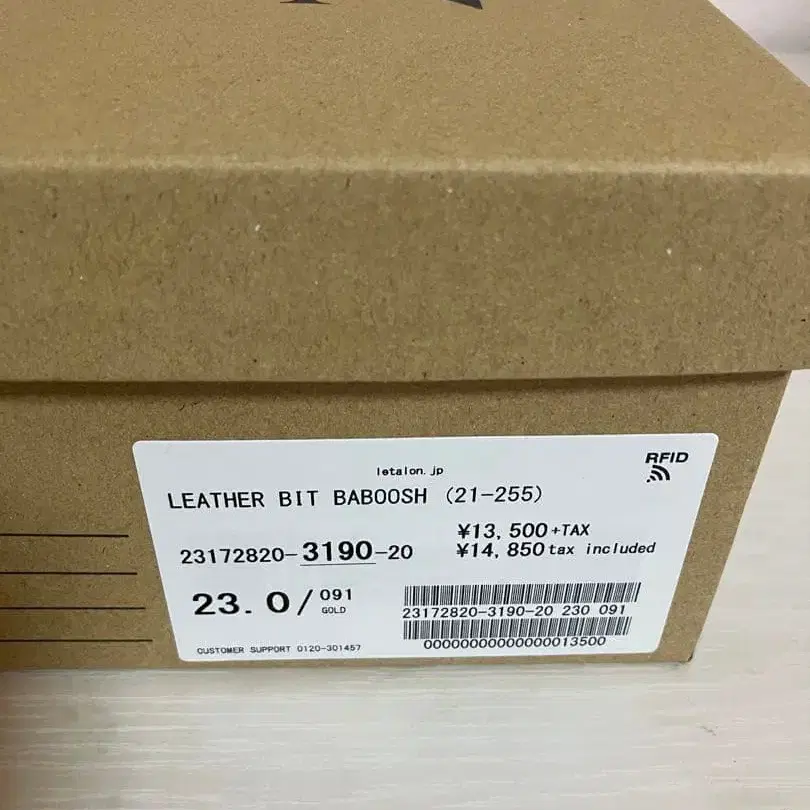 letalon.jp
RFID
LEATHER BIT BABOOSH (21-255)
¥13,500+TAX
23172820-3190-20
¥14,850 tax included
23.0/
091
GOLD
23172820-3190-20 230 091
00000000000000013500
CUSTOMER SUPPORT 0120-301457